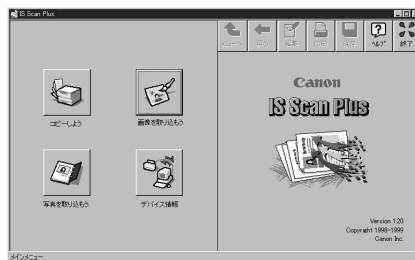 IS Scan Plus
メニューへ 戻る 編集 印刷 保存 ヘルプ 終了
Canon
IS Scan Plus
コピーしよう 画像を取り込もう
写真を取り込もう デバイス情報
Version 1.20
Copyright 1998-1999
Canon Inc.
メインメニュー